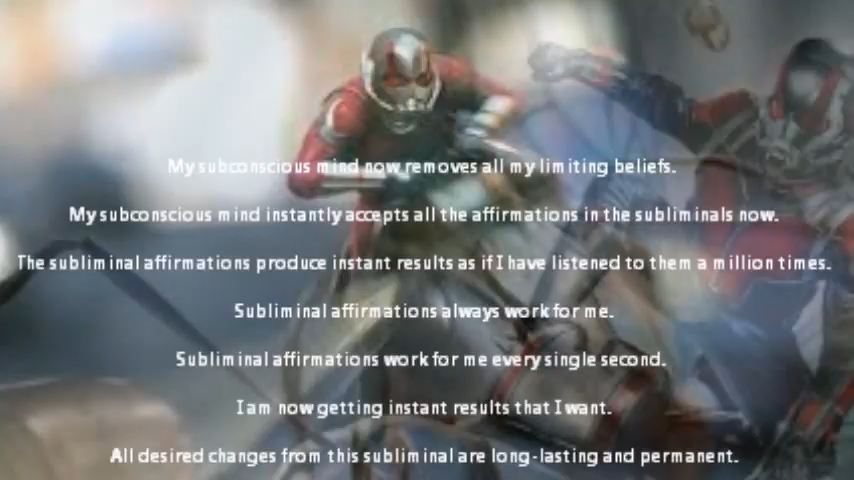 My subconscious mind now removes all my limiting beliefs.
My subconscious mind instantly accepts all the affirmations in the subliminals now.
The subliminal affirmations produce instant results as if I have listened to them a million times.
Subliminal affirmations always work for me.
Subliminal affirmations work for me every single second.
I am now getting instant results that I want.
All desired changes from this subliminal are long-lasting and permanent.